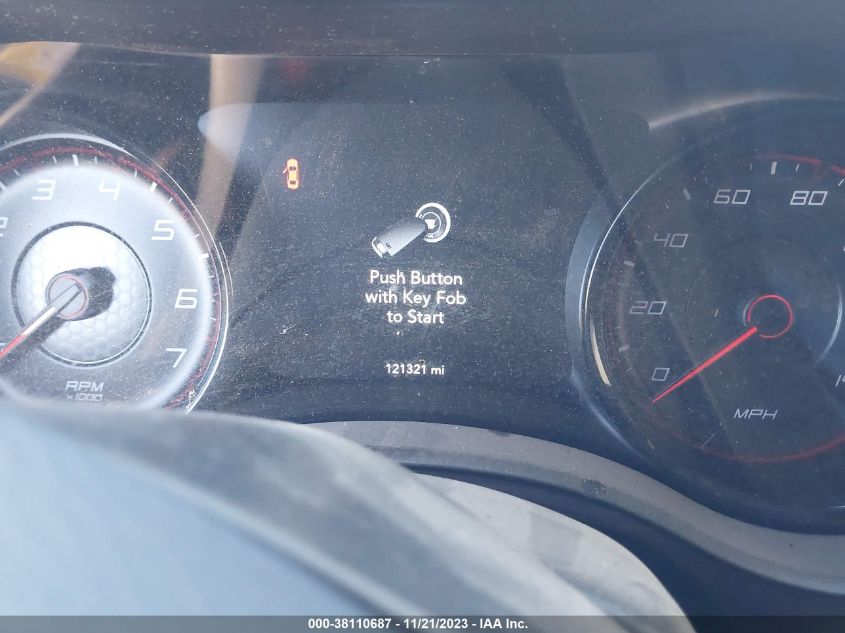 2 3 4 5 6 7
RPM
x1000
Push Button
with Key Fob
to Start
121321 mi
0 20 40 60 80
MPH
000-38110687 - 11/21/2023 - IAA Inc.